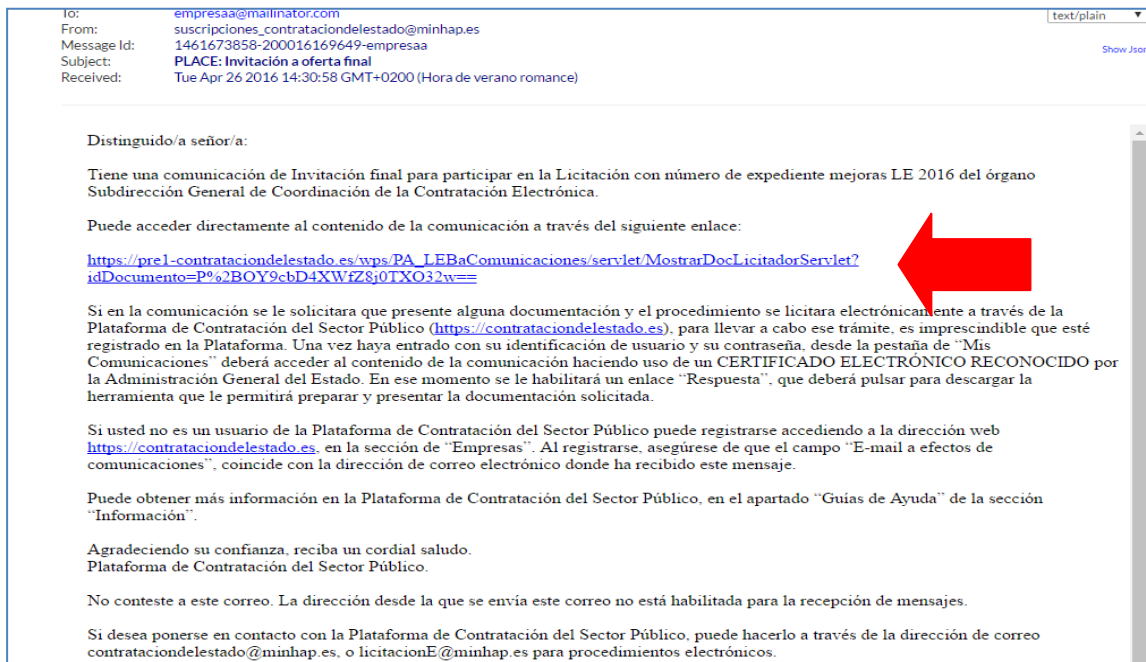 To: empresaa@mailinator.com
text/plain
From: suscripciones_contrataciondelestado@minhap.es
Message Id: 1461673858-200016169649-empresaa
Show Jso
Subject: PLACE: Invitación a oferta final
Received: Tue Apr 26 2016 14:30:58 GMT+0200 (Hora de verano romance)
Distinguido/a señor/a:
Tiene una comunicación de Invitación final para participar en la Licitación con número de expediente mejoras LE 2016 del órgano
Subdirección General de Coordinación de la Contratación Electrónica.
Puede acceder directamente al contenido de la comunicación a través del siguiente enlace:
https://pre1-contrataciondelestado.es/wps/PA_LEBaComunicaciones/servlet/MostrarDocLicitadorServlet?
idDocumento=P%2BOY9cbD4XWfZ8j0TXO32w==
Si en la comunicación se le solicitara que presente alguna documentación y el procedimiento se licitara electrónicamente a través de la
Plataforma de Contratación del Sector Público (https://contrataciondelestado.es), para llevar a cabo ese trámite, es imprescindible que esté
registrado en la Plataforma. Una vez haya entrado con su identificación de usuario y su contraseña, desde la pestaña de “Mis
Comunicaciones” deberá acceder al contenido de la comunicación haciendo uso de un CERTIFICADO ELECTRÓNICO RECONOCIDO por
la Administración General del Estado. En ese momento se le habilitará un enlace “Respuesta”, que deberá pulsar para descargar la
herramienta que le permitirá preparar y presentar la documentación solicitada.
Si usted no es un usuario de la Plataforma de Contratación del Sector Público puede registrarse accediendo a la dirección web
https://contrataciondelestado.es, en la sección de “Empresas”. Al registrarse, asegúrese de que el campo “E-mail a efectos de
comunicaciones”, coincide con la dirección de correo electrónico donde ha recibido este mensaje.
Puede obtener más información en la Plataforma de Contratación del Sector Público, en el apartado “Guías de Ayuda” de la sección
“Información”.
Agradeciendo su confianza, reciba un cordial saludo.
Plataforma de Contratación del Sector Público.
No conteste a este correo. La dirección desde la que se envía este correo no está habilitada para la recepción de mensajes.
Si desea ponerse en contacto con la Plataforma de Contratación del Sector Público, puede hacerlo a través de la dirección de correo
contrataciondelestado@minhap.es, o licitacionE@minhap.es para procedimientos electrónicos.